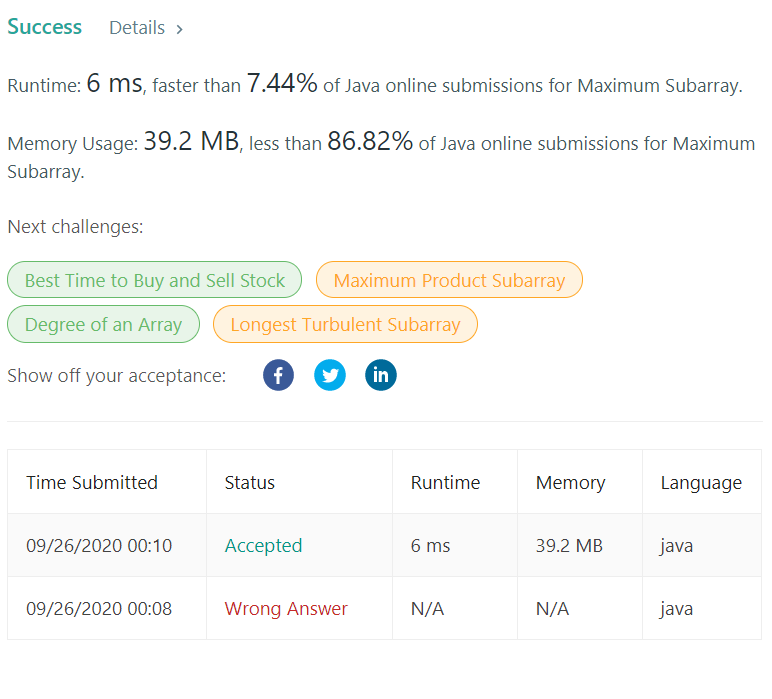 Success Details >
Runtime: 6 ms, faster than 7.44% of Java online submissions for Maximum Subarray.
Memory Usage: 39.2 MB, less than 86.82% of Java online submissions for Maximum
Subarray.
Next challenges:
Best Time to Buy and Sell Stock Maximum Product Subarray
Degree of an Array Longest Turbulent Subarray
Show off your acceptance: f in
Time Submitted Status Runtime Memory Language
09/26/2020 00:10 Accepted 6 ms 39.2 MB java
09/26/2020 00:08 Wrong Answer N/A N/A java